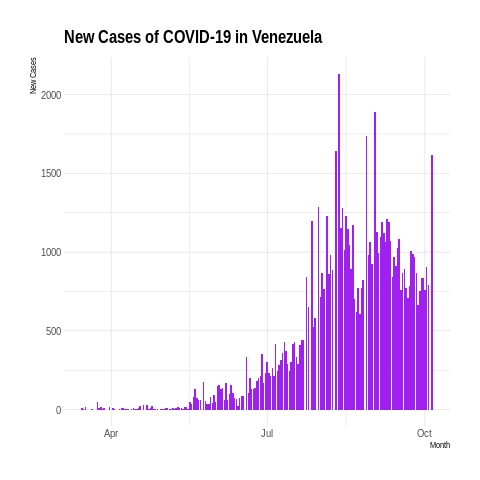 New Cases of COVID-19 in Venezuela
New Cases
2000
1500
1000
500
0
Apr
Jul
Oct
Month